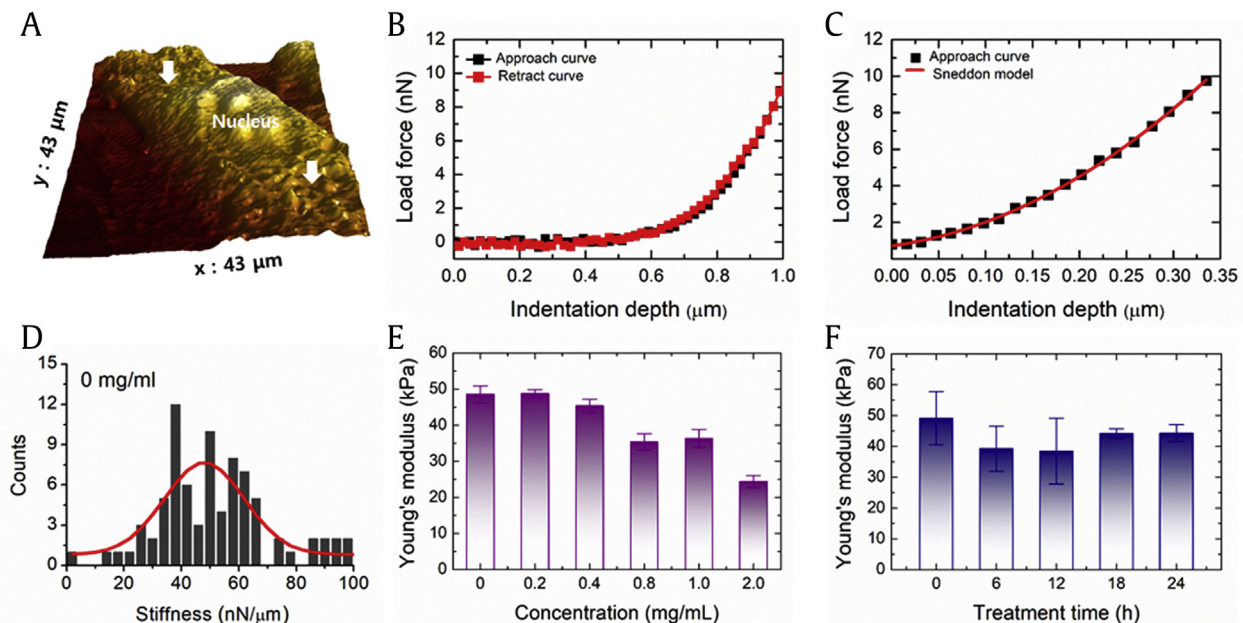 A
Nucleus
y : 43 μm
x : 43 μm
B
12
10
8
6
4
2
0
Load force (nN)
Approach curve
Retract curve
0.0 0.2 0.4 0.6 0.8 1.0
Indentation depth (μm)
C
12
10
8
6
4
2
Load force (nN)
Approach curve
Sneddon model
0.00 0.05 0.10 0.15 0.20 0.25 0.30 0.35
Indentation depth (μm)
D
15
12
9
6
3
0
Counts
0 mg/ml
0 20 40 60 80 100
Stiffness (nN/μm)
E
60
50
40
30
20
10
0
Young's modulus (kPa)
0 0.2 0.4 0.8 1.0 2.0
Concentration (mg/mL)
F
70
60
50
40
30
20
10
0
Young's modulus (kPa)
0 6 12 18 24
Treatment time (h)